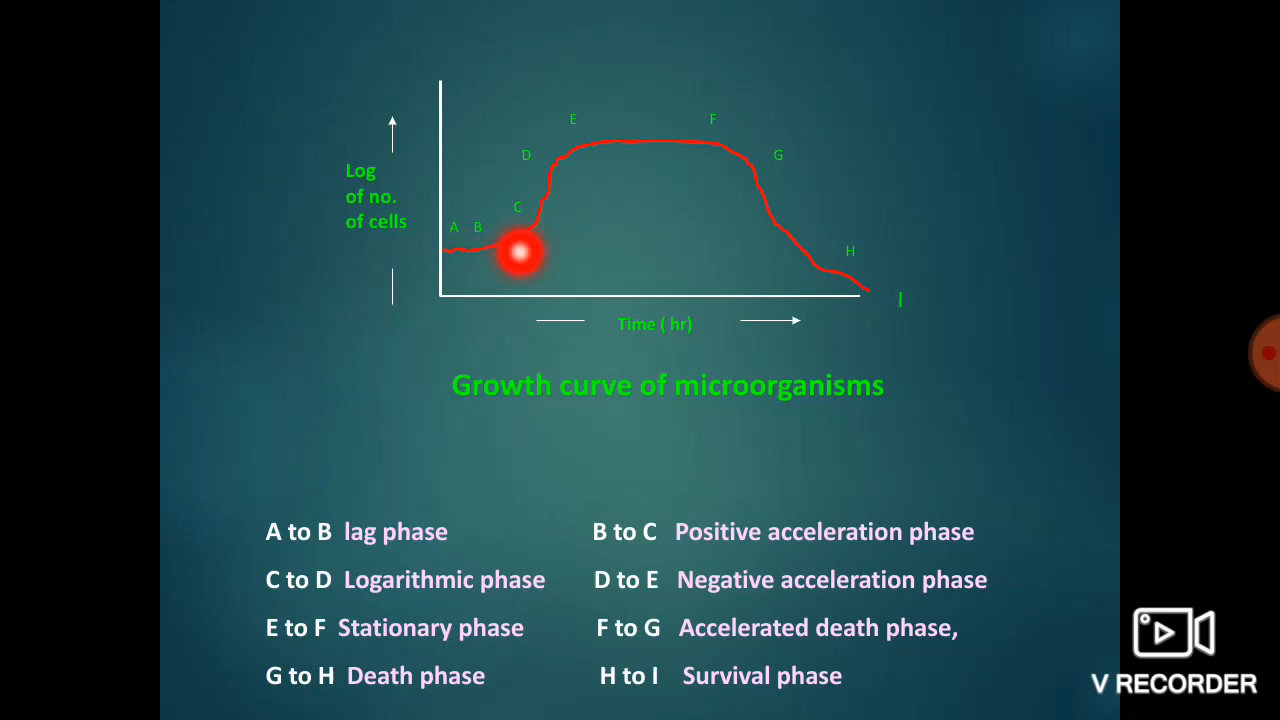 E
F
D
G
Log
of no.
of cells
C
A B
H
I
Time ( hr)
Growth curve of microorganisms
A to B lag phase
B to C Positive acceleration phase
C to D Logarithmic phase
D to E Negative acceleration phase
E to F Stationary phase
F to G Accelerated death phase,
G to H Death phase
H to I Survival phase
V RECORDER